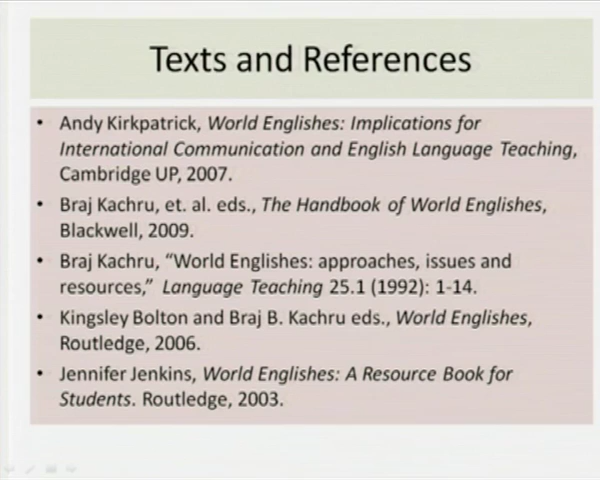 Texts and References
• Andy Kirkpatrick, World Englishes: Implications for
International Communication and English Language Teaching,
Cambridge UP, 2007.
• Braj Kachru, et. al. eds., The Handbook of World Englishes,
Blackwell, 2009.
• Braj Kachru, “World Englishes: approaches, issues and
resources,” Language Teaching 25.1 (1992): 1-14.
• Kingsley Bolton and Braj B. Kachru eds., World Englishes,
Routledge, 2006.
• Jennifer Jenkins, World Englishes: A Resource Book for
Students. Routledge, 2003.